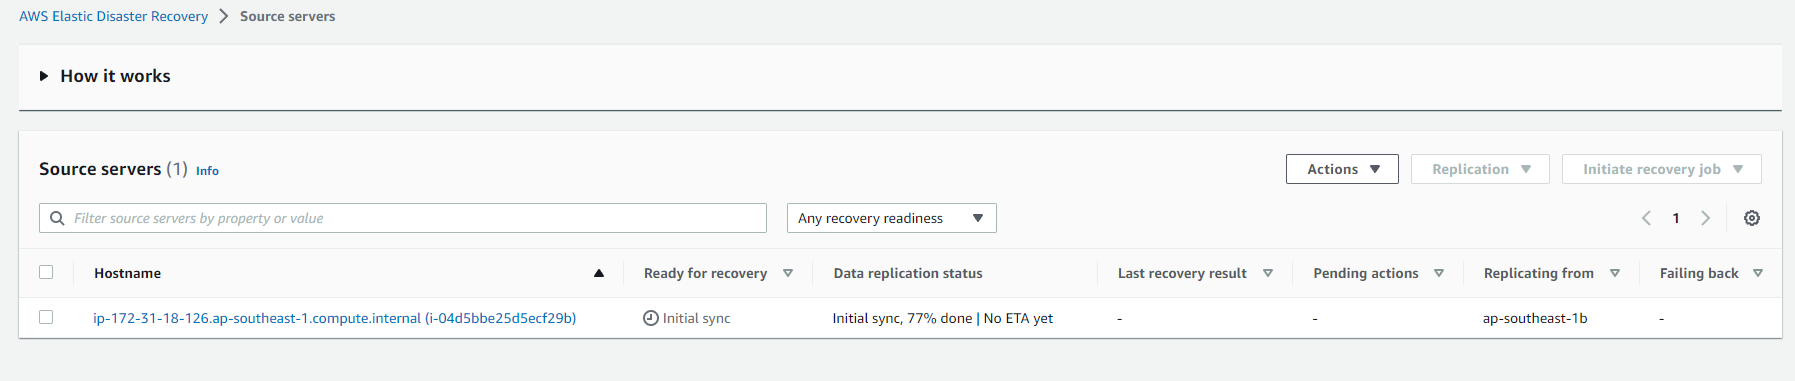 AWS Elastic Disaster Recovery > Source servers
How it works
Source servers (1) Info
Actions Replication Initiate recovery job
Filter source servers by property or value Any recovery readiness 1
Hostname Ready for recovery Data replication status Last recovery result Pending actions Replicating from Failing back
ip-172-31-18-126.ap-southeast-1.compute.internal (i-04d5bbe25d5ecf29b) Initial sync Initial sync, 77% done | No ETA yet - - ap-southeast-1b -